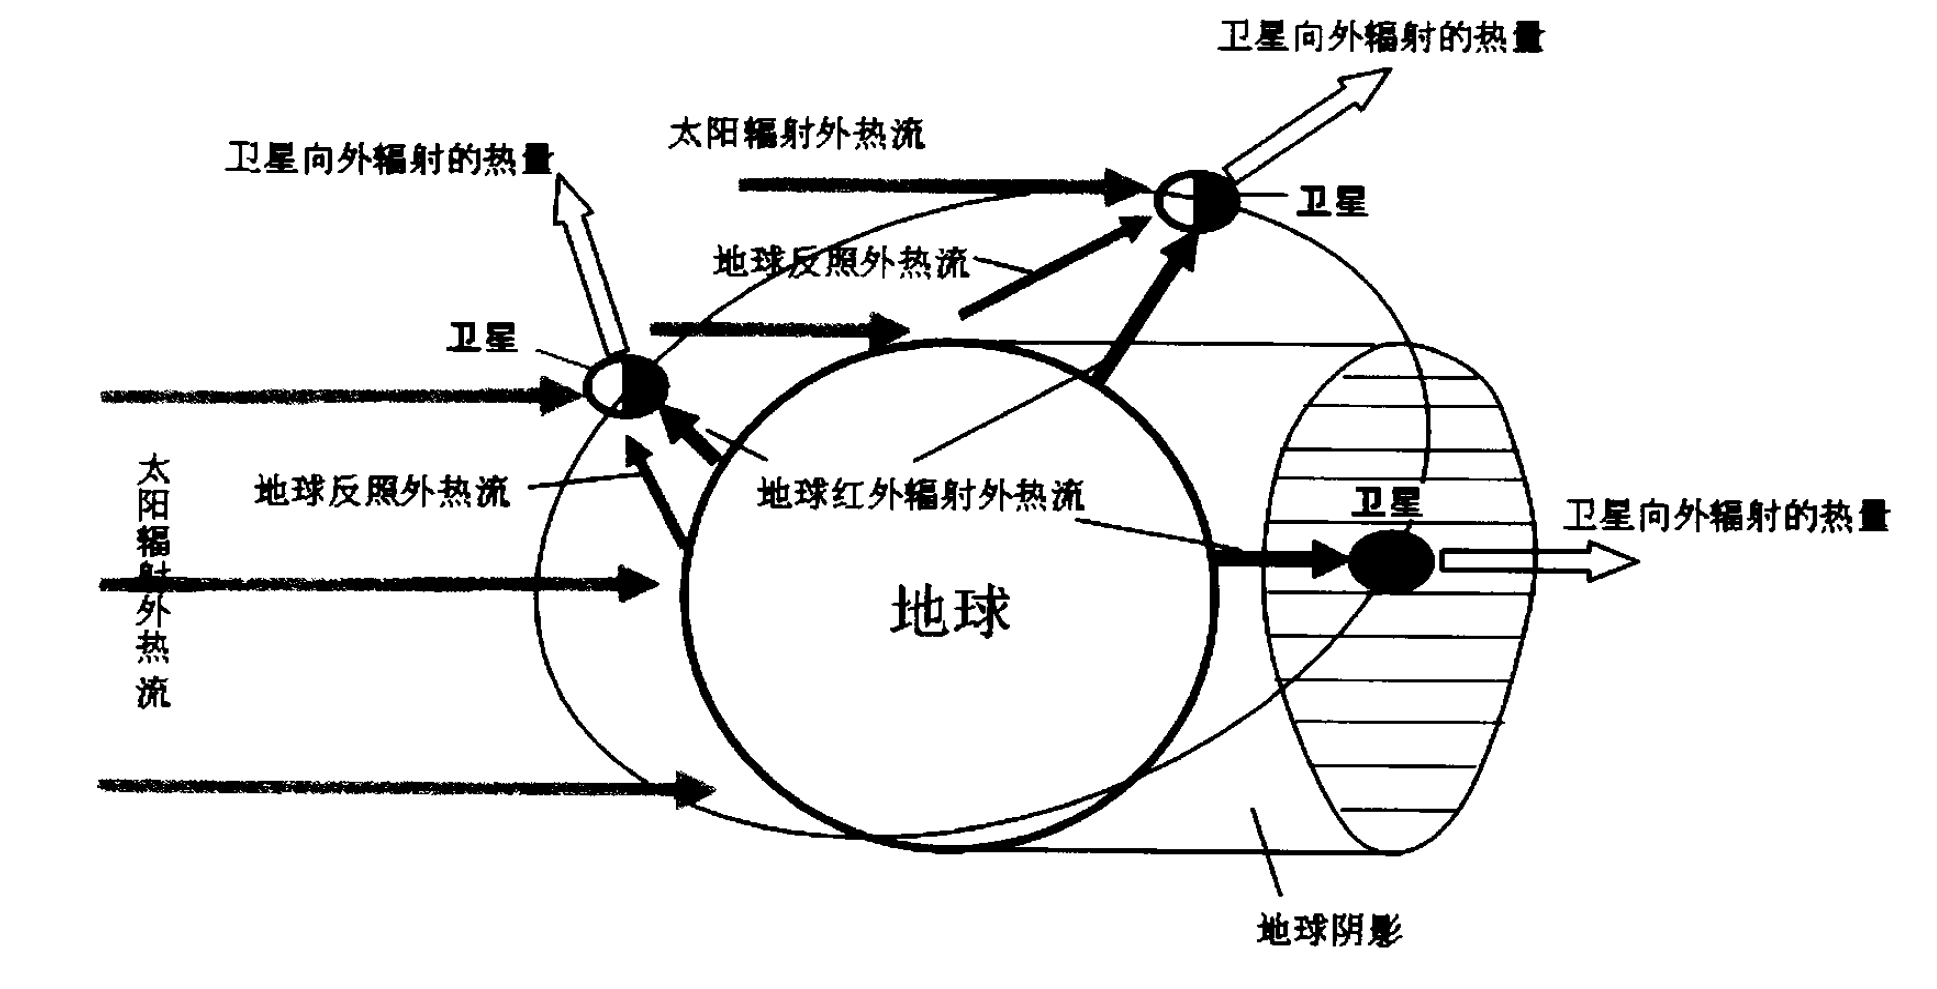 卫星向外辐射的热量
太阳辐射外热流
卫星向外辐射的热量
卫星
地球反照外热流
卫星
太阳辐射外热流
地球反照外热流
地球红外辐射外热流
卫星
卫星向外辐射的热量
地球
地球阴影